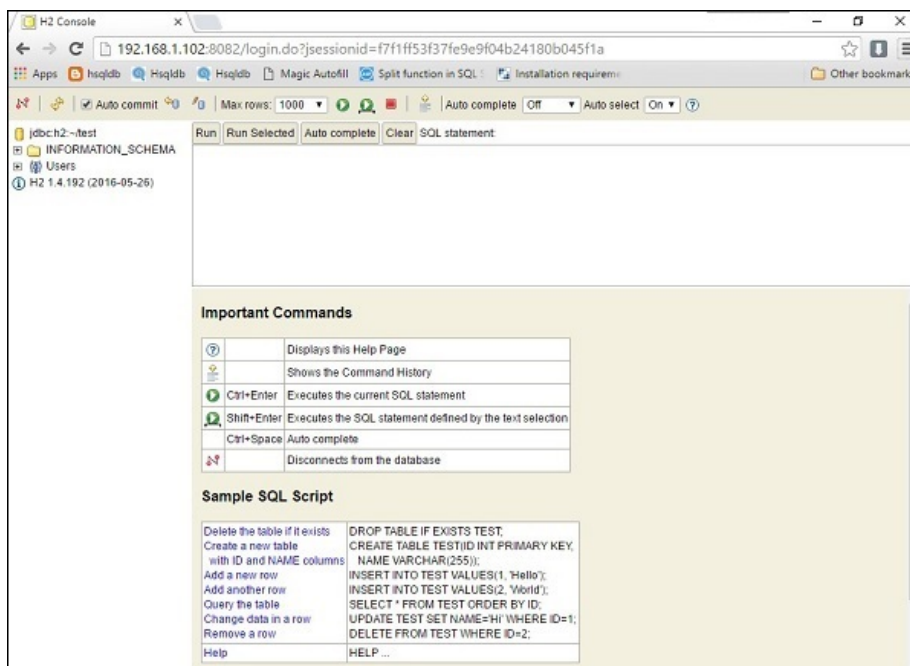 H2 Console
192.168.1.102:8082/login.do?jsessionid=f7f1ff53f37fe9e9f04b24180b045f1a
Apps hsqldb Hsqldb Hsqldb Magic Autofill Split function in SQL Installation requireme Other bookmark
Auto commit Max rows: 1000 Auto complete Off Auto select On
jdbc:h2:~/test
INFORMATION_SCHEMA
Users
H2 1.4.192 (2016-05-26)
Run Run Selected Auto complete Clear SQL statement:
Important Commands
Displays this Help Page
Shows the Command History
Ctrl+Enter Executes the current SQL statement
Shift+Enter Executes the SQL statement defined by the text selection
Ctrl+Space Auto complete
Disconnects from the database
Sample SQL Script
Delete the table if it exists DROP TABLE IF EXISTS TEST;
Create a new table CREATE TABLE TEST(ID INT PRIMARY KEY,
with ID and NAME columns NAME VARCHAR(255));
Add a new row INSERT INTO TEST VALUES(1, 'Hello');
Add another row INSERT INTO TEST VALUES(2, 'World');
Query the table SELECT * FROM TEST ORDER BY ID;
Change data in a row UPDATE TEST SET NAME='Hi' WHERE ID=1;
Remove a row DELETE FROM TEST WHERE ID=2;
Help HELP ...